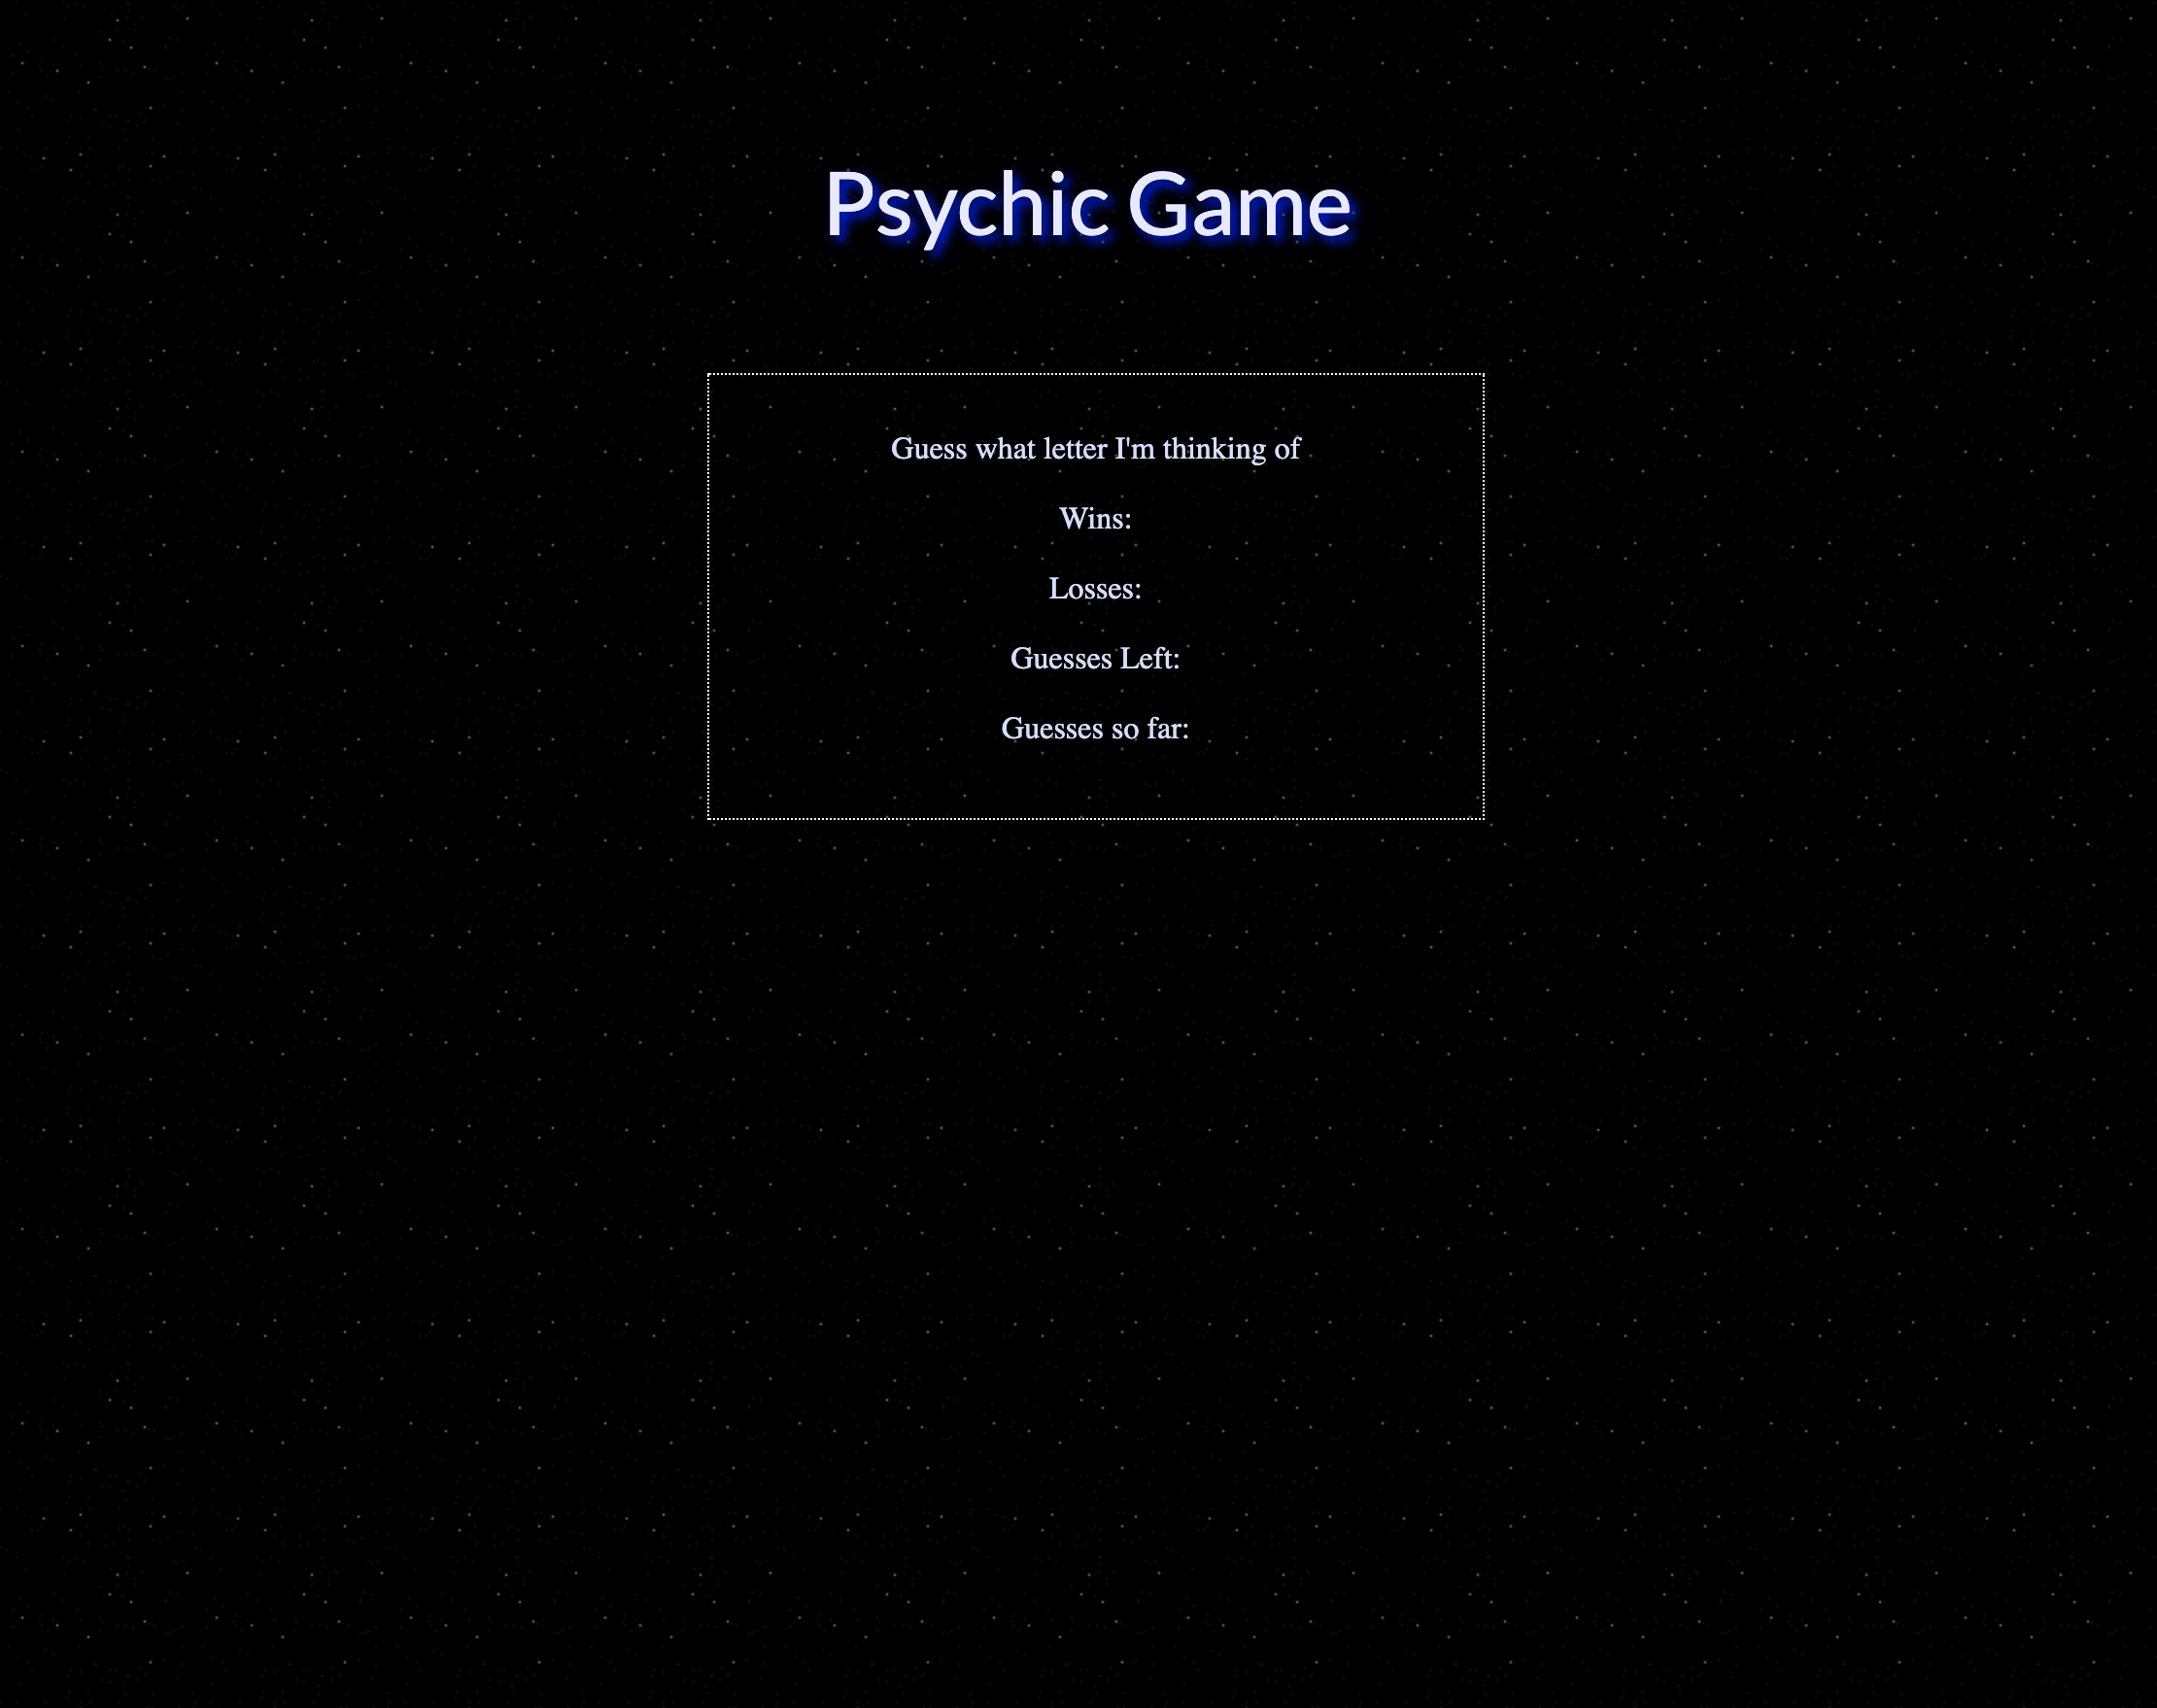 Psychic Game
Guess what letter I'm thinking of
Wins:
Losses:
Guesses Left:
Guesses so far: